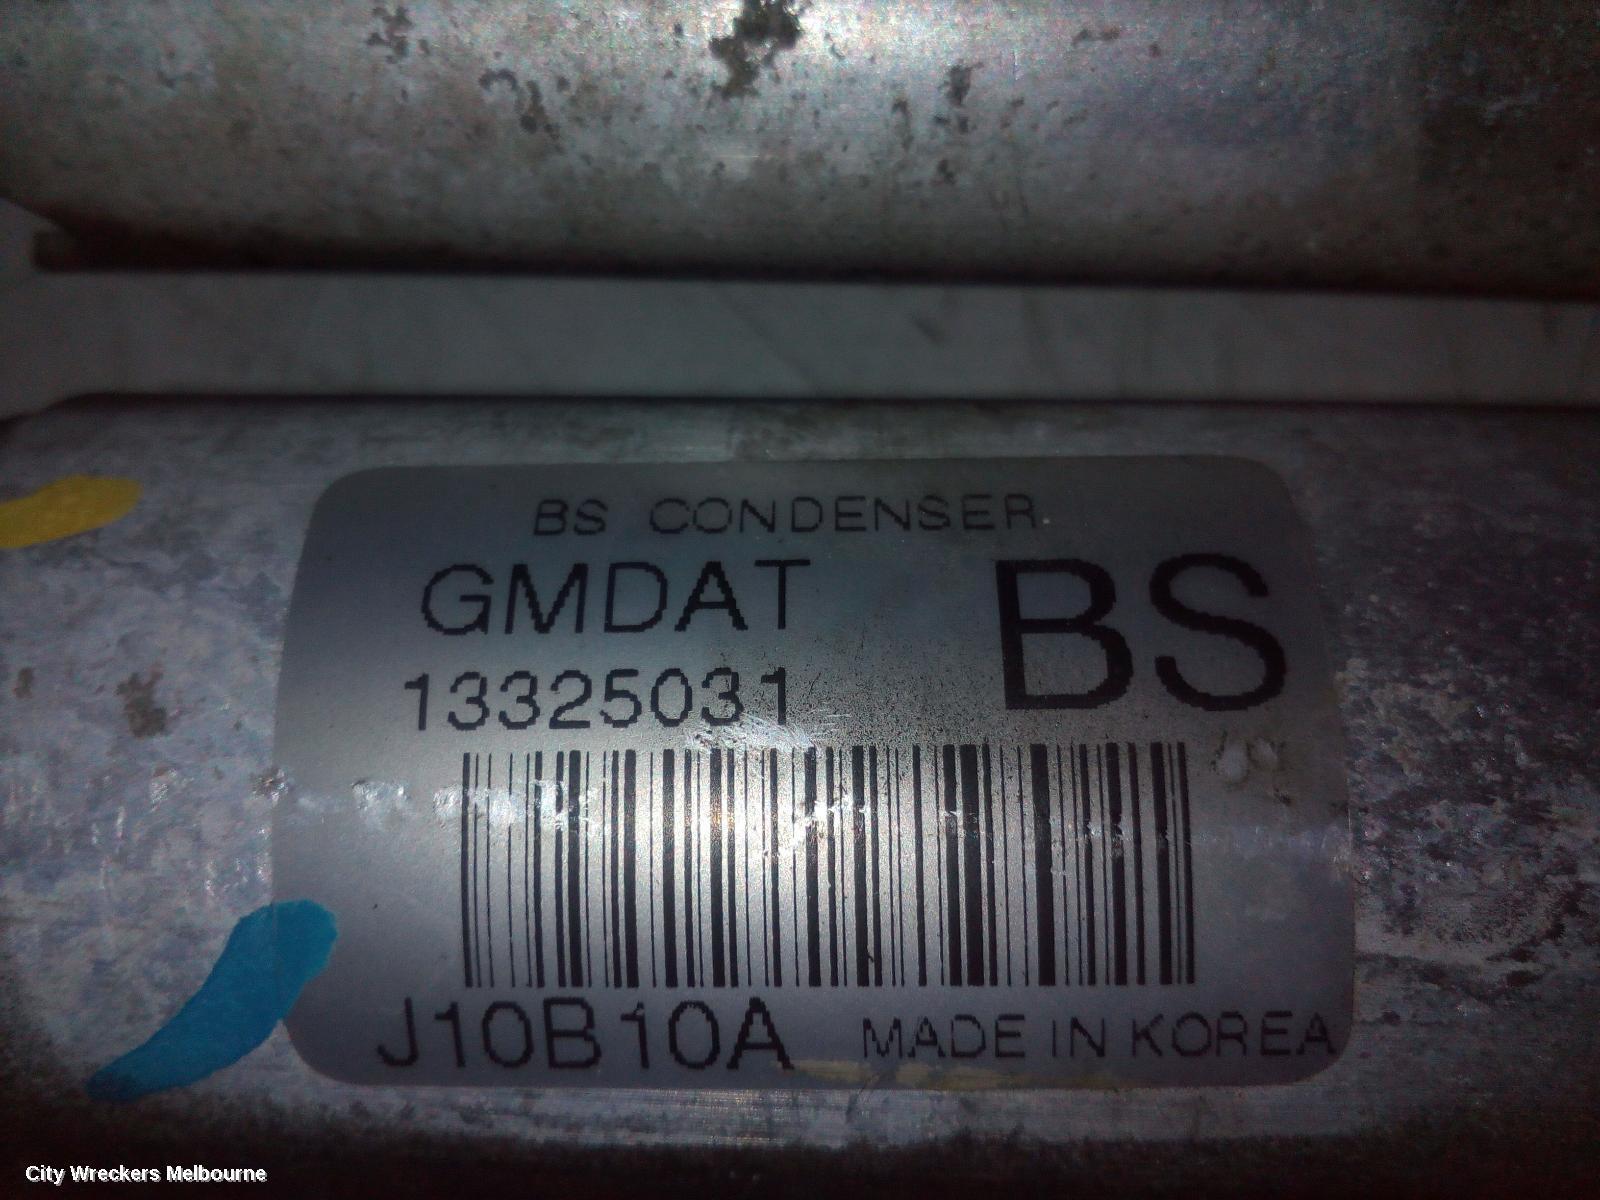 BS CONDENSER
GMDAT
BS
13325031
J10B10A MADE IN KOREA
City Wreckers Melbourne